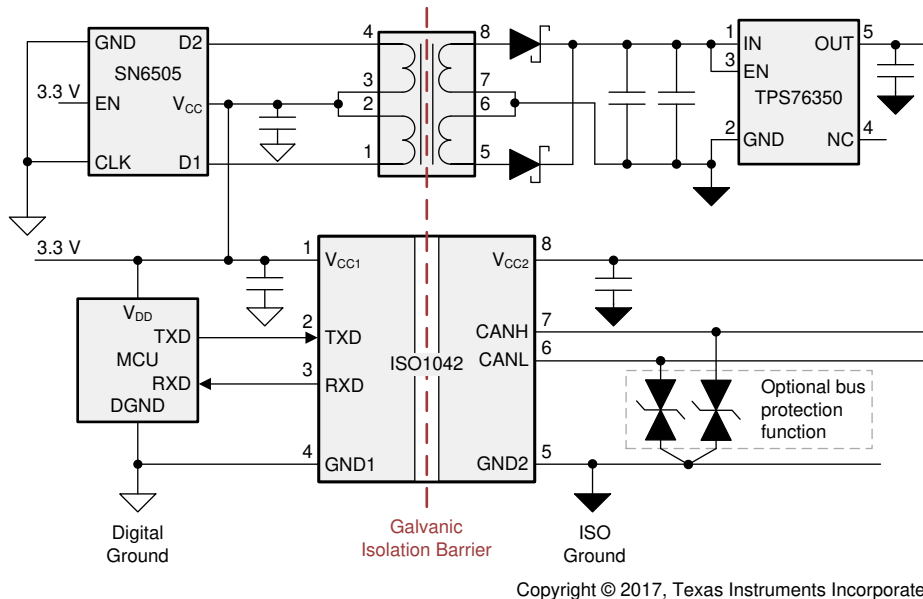 GND
D2
SN6505
3.3 V
EN
VCC
CLK
D1
4
3
2
1
8
7
6
5
1
IN
OUT
5
3
EN
TPS76350
2
GND
NC
4
3.3 V
1
VCC1
VCC2
8
VDD
TXD
MCU
RXD
DGND
2
TXD
3
RXD
ISO1042
CANH
7
CANL
6
Optional bus
protection
function
4
GND1
GND2
5
Digital
Ground
Galvanic
Isolation Barrier
ISO
Ground
Copyright © 2017, Texas Instruments Incorporate